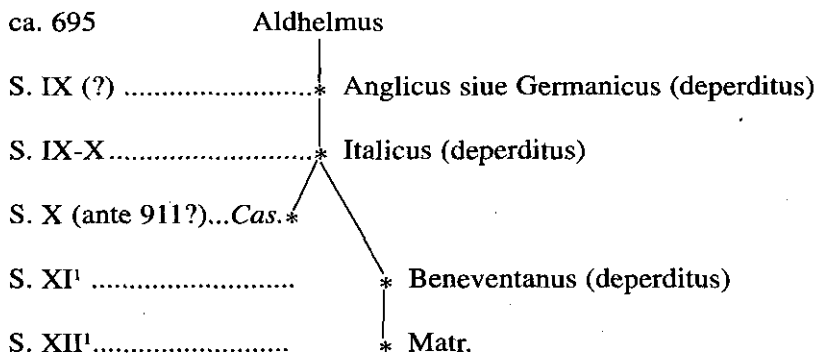 ca. 695 Aldhelmus
S. IX (?) ........................* Anglicus siue Germanicus (deperditus)
S. IX-X..........................* Italicus (deperditus)
S. X (ante 911?)...Cas.*
S. XI¹ ......................... * Beneventanus (deperditus)
S. XII¹......................... * Matr.